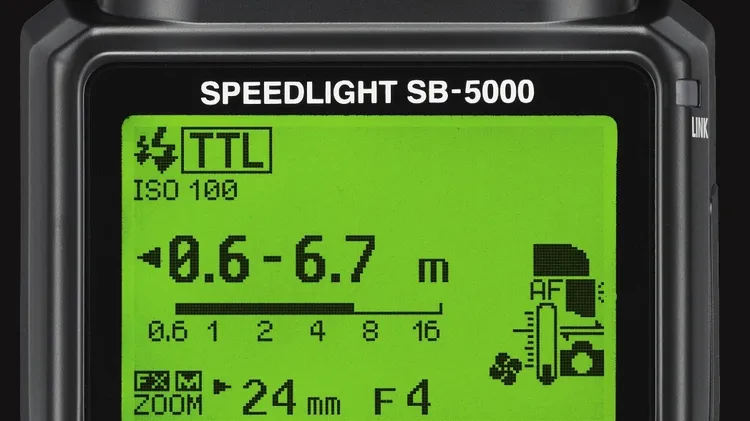 SPEEDLIGHT SB-5000
LINK
TTL
ISO 100
0.6-6.7 m
0.6 1 2 4 8 16
AF
FX M
ZOOM 24 mm F 4